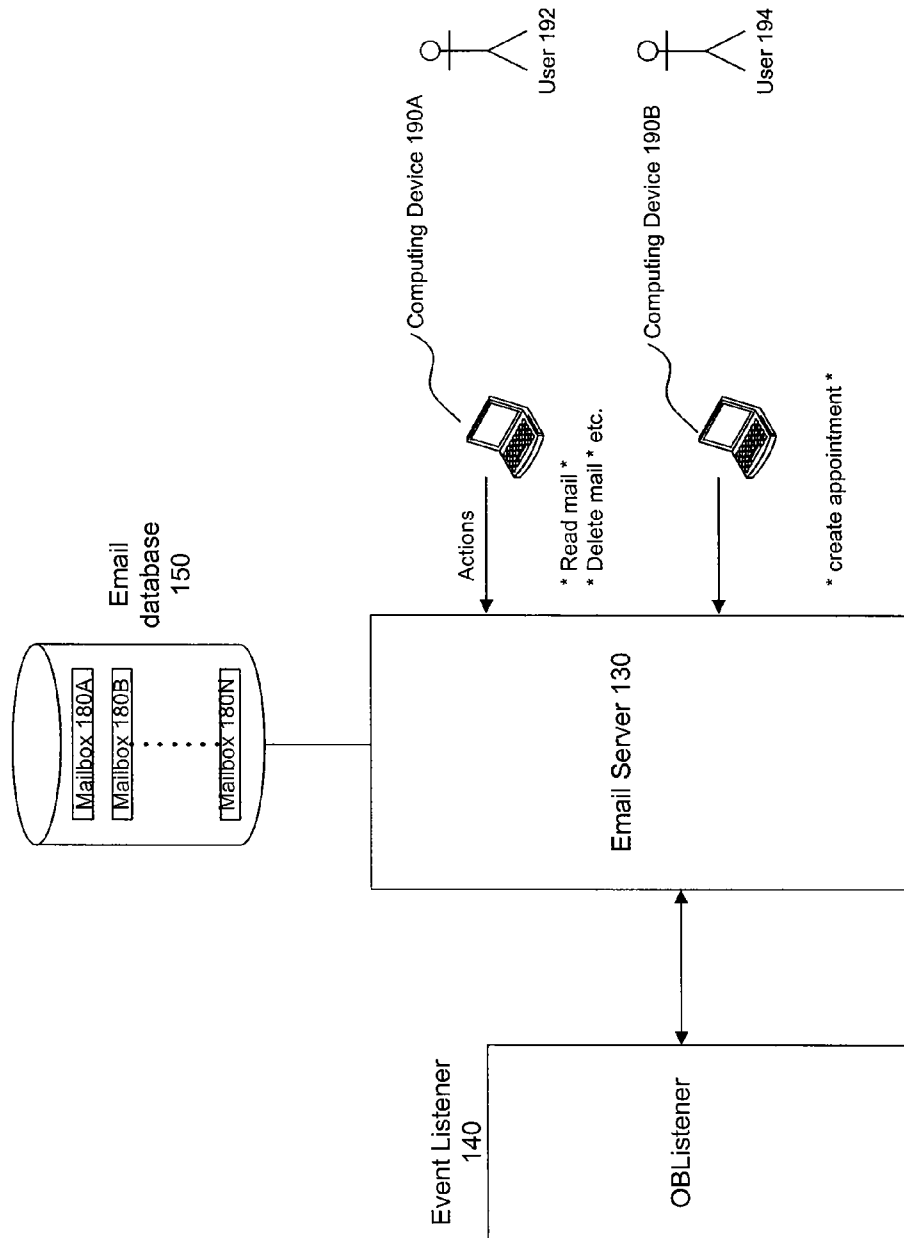 Email
database
150
Mailbox 180A
Mailbox 180B
Mailbox 180N
Computing Device 190A
User 192
Actions
* Read mail *
* Delete mail * etc.
Computing Device 190B
User 194
* create appointment *
Email Server 130
Event Listener
140
OBListener